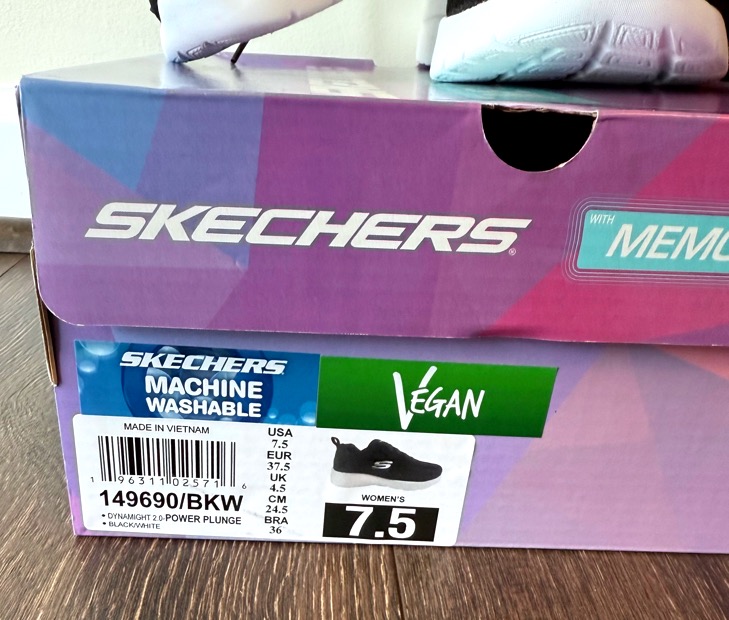 SKECHERS®
WITH
MEMO
SKECHERS
MACHINE
WASHABLE
VEGAN
MADE IN VIETNAM
1 96311 02571 6
149690/BKW
• DYNAMIGHT 2.0-POWER PLUNGE
• BLACK/WHITE
USA
7.5
EUR
37.5
UK
4.5
CM
24.5
BRA
36
WOMEN'S
7.5